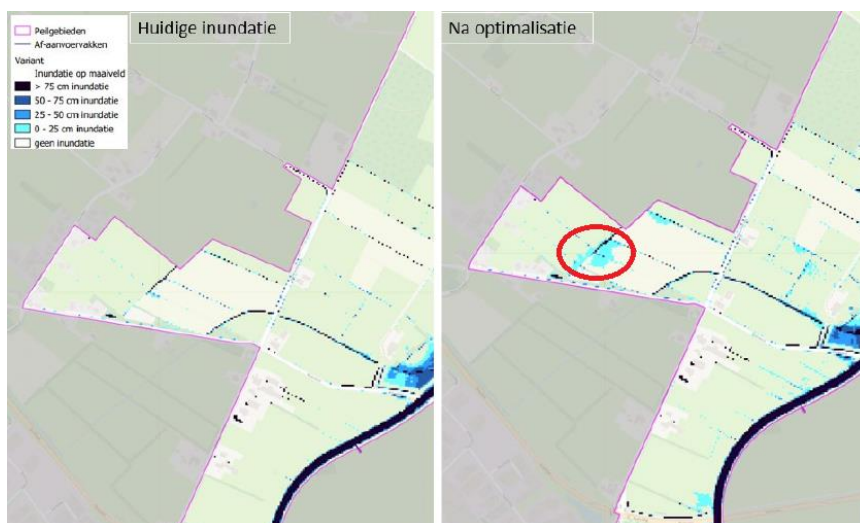 Huidige inundatie
Na optimalisatie
Peilgebieden
Af-aanvoervakken
Variant
Inundatie op maaiveld
> 75 cm inundatie
50 - 75 cm inundatie
25 - 50 cm inundatie
0 - 25 cm inundatie
geen inundatie